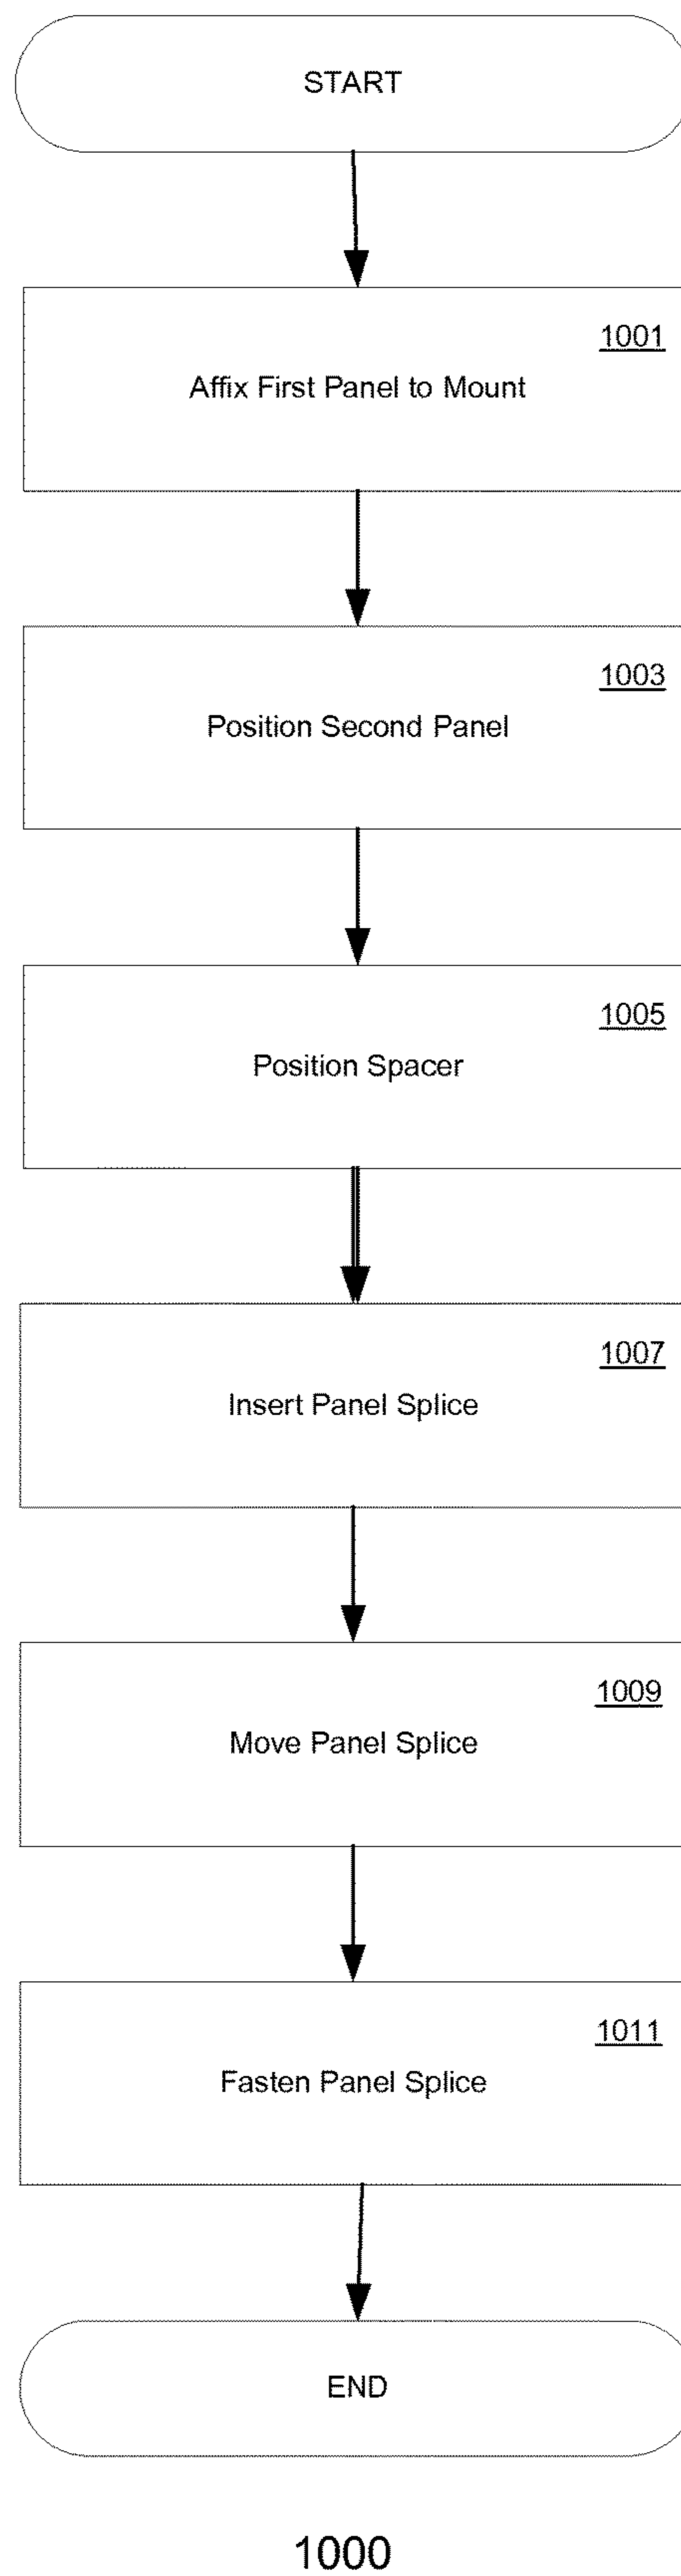 START
1001
Affix First Panel to Mount
1003
Position Second Panel
1005
Position Spacer
1007
Insert Panel Splice
1009
Move Panel Splice
1011
Fasten Panel Splice
END
1000